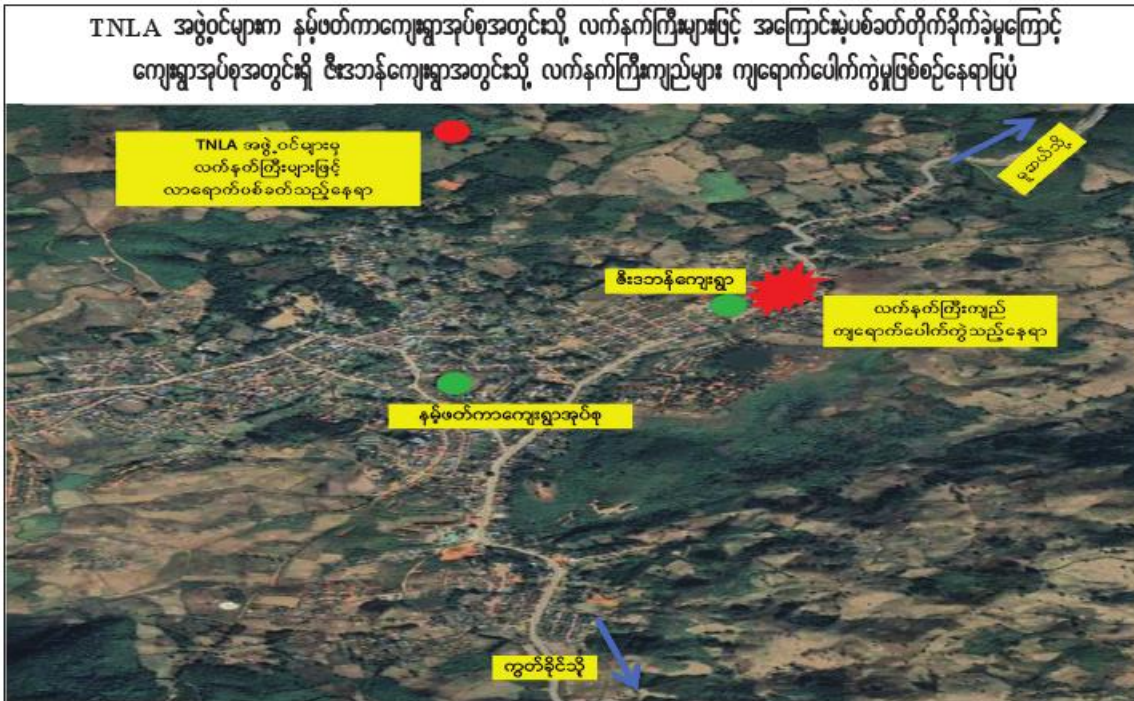 TNLA အဖွဲ့ဝင်များက နမ့်ဖတ်ကာကျေးရွာအုပ်စုအတွင်းသို့ လက်နက်ကြီးများဖြင့် အကြောင်းမဲ့ပစ်ခတ်တိုက်ခိုက်ခဲ့မှုကြောင့်
ကျေးရွာအုပ်စုအတွင်းရှိ ဇီးဒဘန်ကျေးရွာအတွင်းသို့ လက်နက်ကြီးကျည်များ ကျရောက်ပေါက်ကွဲမှုဖြစ်စဉ်နေရာပြပုံ
TNLA အဖွဲ့ဝင်များမှ
လက်နက်ကြီးများဖြင့်
လာရောက်ပစ်ခတ်သည့်နေရာ
မူဆယ်သို့
ဇီးဒဘန်ကျေးရွာ
လက်နက်ကြီးကျည်
ကျရောက်ပေါက်ကွဲသည့်နေရာ
နမ့်ဖတ်ကာကျေးရွာအုပ်စု
ကွတ်ခိုင်သို့